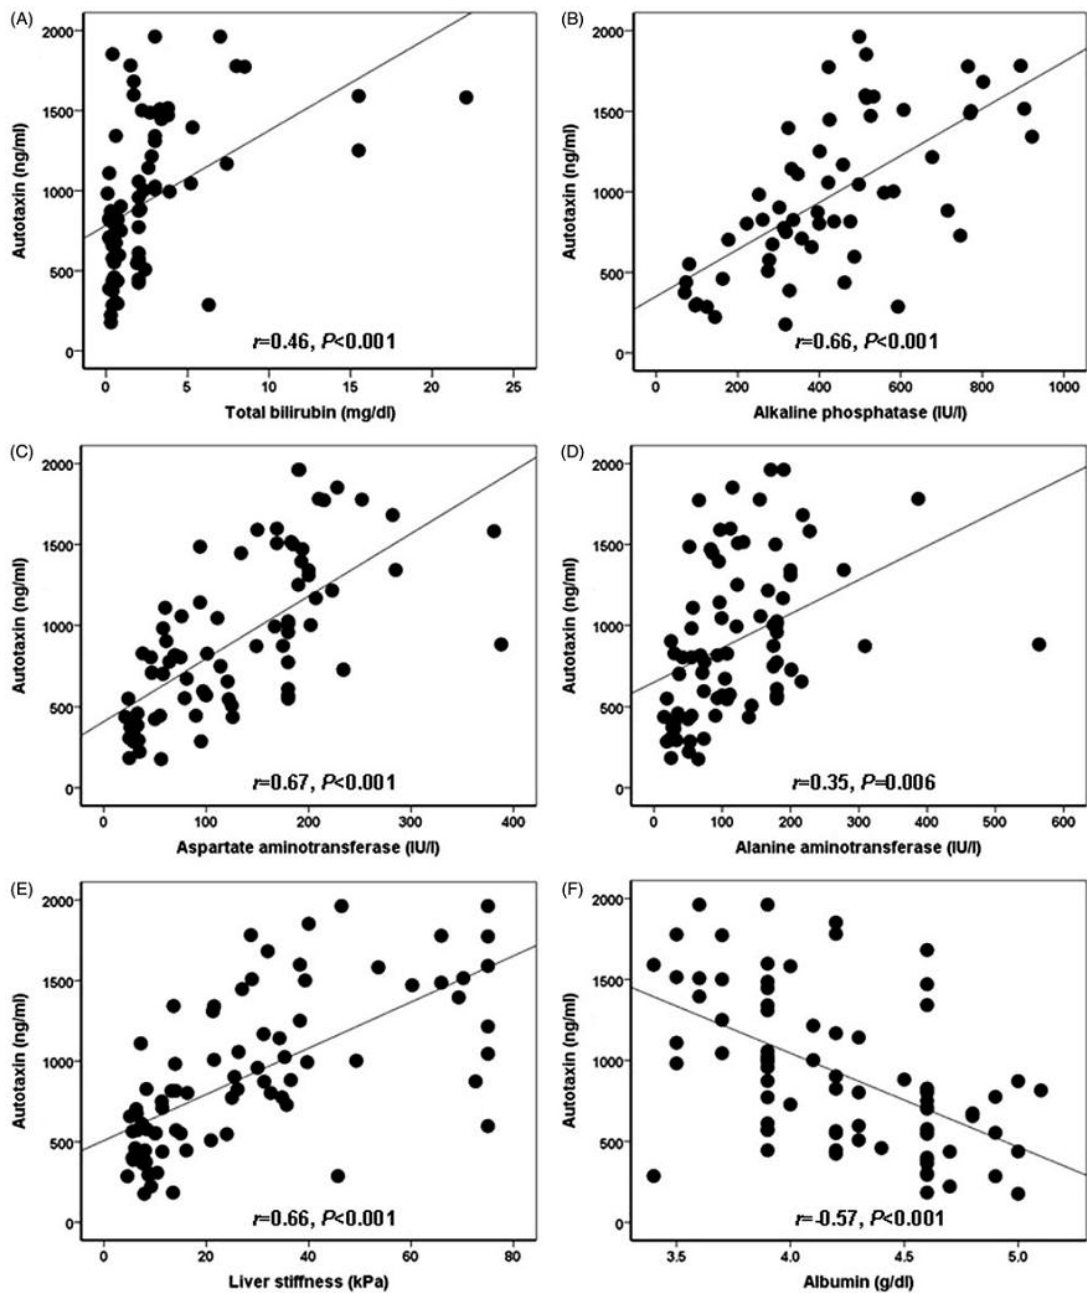 (A)
2000
1500
1000
500
0
Autotaxin (ng/ml)
r=0.46, P<0.001
0 5 10 15 20 25
Total bilirubin (mg/dl)
(B)
2000
1500
1000
500
0
Autotaxin (ng/ml)
r=0.66, P<0.001
0 200 400 600 800 1000
Alkaline phosphatase (IU/l)
(C)
2000
1500
1000
500
0
Autotaxin (ng/ml)
r=0.67, P<0.001
0 100 200 300 400
Aspartate aminotransferase (IU/l)
(D)
2000
1500
1000
500
0
Autotaxin (ng/ml)
r=0.35, P=0.006
0 100 200 300 400 500 600
Alanine aminotransferase (IU/l)
(E)
2000
1500
1000
500
0
Autotaxin (ng/ml)
r=0.66, P<0.001
0 20 40 60 80
Liver stiffness (kPa)
(F)
2000
1500
1000
500
0
Autotaxin (ng/ml)
r=-0.57, P<0.001
3.5 4.0 4.5 5.0
Albumin (g/dl)